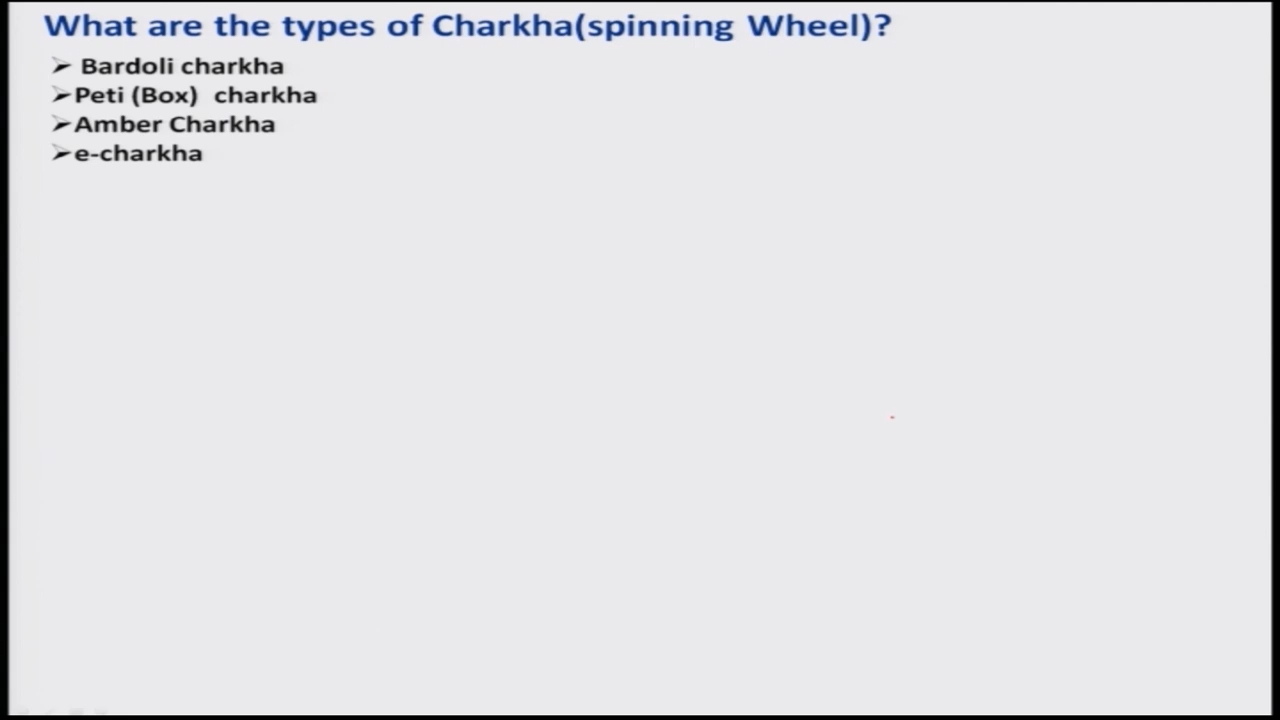 What are the types of Charkha(spinning Wheel)?
➢ Bardoli charkha
➢Peti (Box) charkha
➢Amber Charkha
➢e-charkha